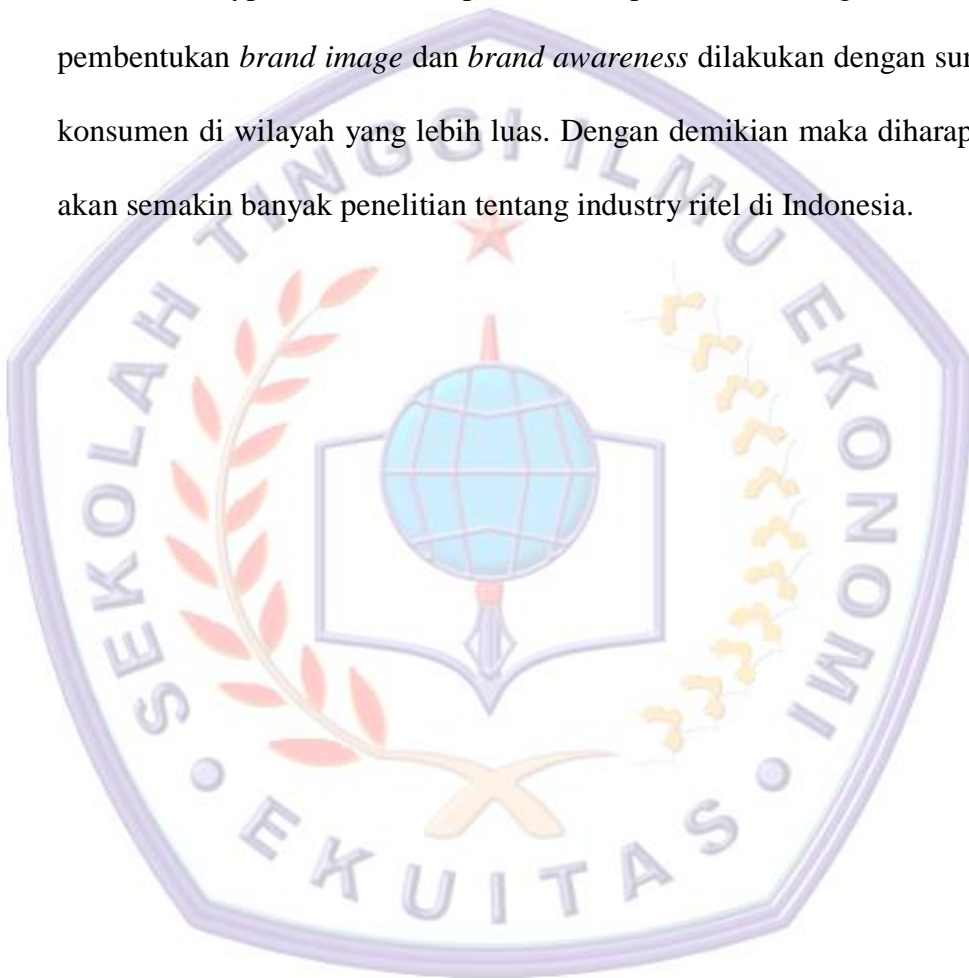 pembentukan brand image dan brand awareness dilakukan dengan sur
konsumen di wilayah yang lebih luas. Dengan demikian maka diharap
akan semakin banyak penelitian tentang industry ritel di Indonesia.
SEKOLAH TINGGI ILMU EKONOMI
• EKUITAS •